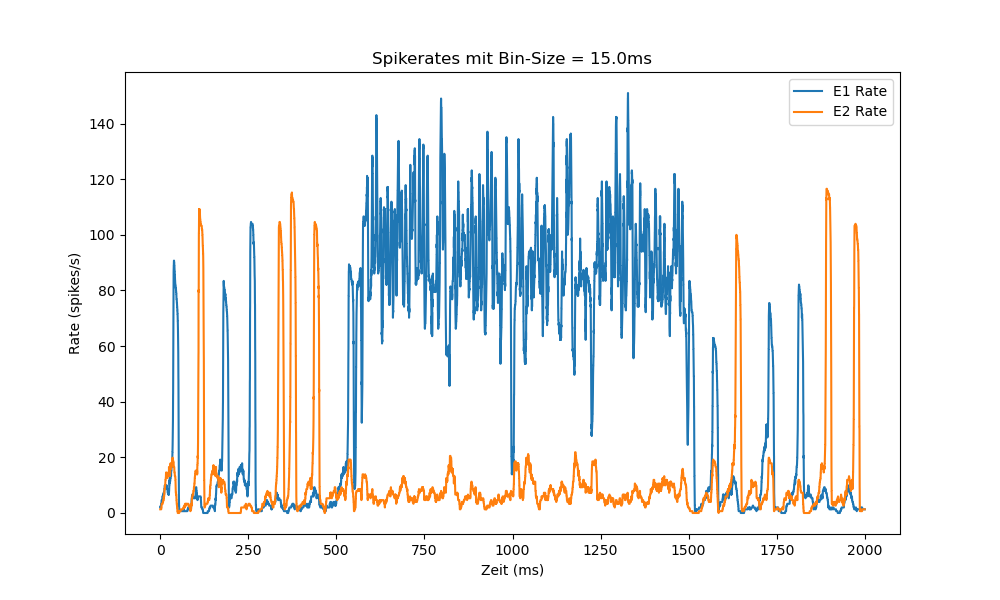 Spikerates mit Bin-Size = 15.0ms
E1 Rate
E2 Rate
Rate (spikes/s)
140
120
100
80
60
40
20
0
0 250 500 750 1000 1250 1500 1750 2000
Zeit (ms)